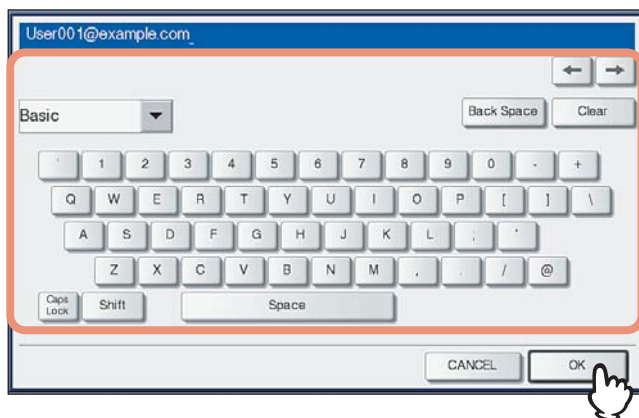 User001@example.com_
← →
Basic Back Space Clear
' 1 2 3 4 5 6 7 8 9 0 - +
Q W E R T Y U I O P [ ] \
A S D F G H J K L ; '
Z X C V B N M , . / @
Caps Lock Shift Space
CANCEL OK